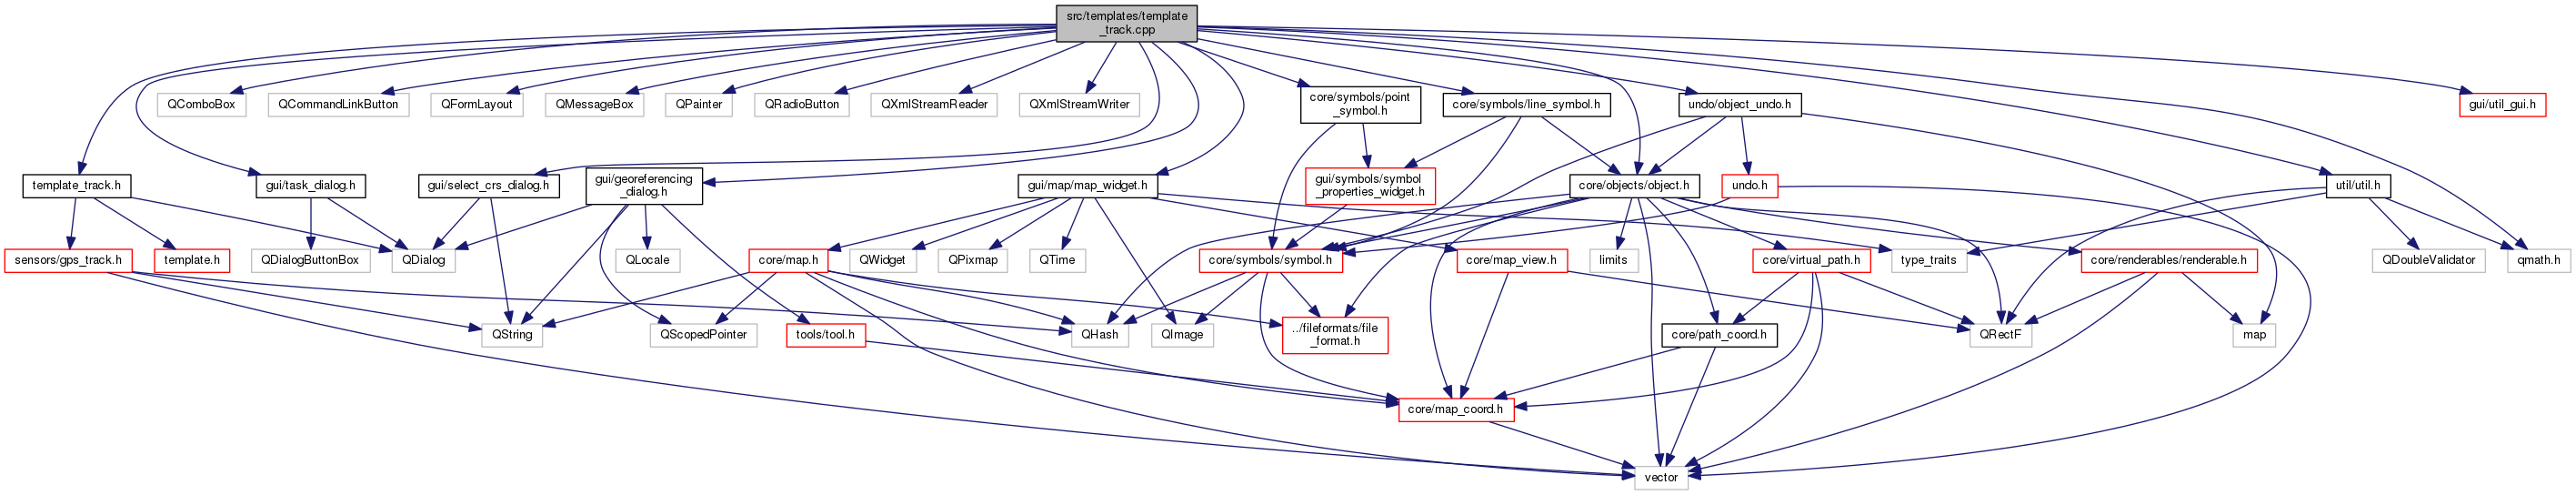 src/templates/template
_track.cpp
QComboBox
QCommandLinkButton
QFormLayout
QMessageBox
QPainter
QRadioButton
QXmlStreamReader
QXmlStreamWriter
core/symbols/point
_symbol.h
core/symbols/line_symbol.h
undo/object_undo.h
gui/util_gui.h
template_track.h
gui/task_dialog.h
gui/select_crs_dialog.h
gui/georeferencing
_dialog.h
gui/map/map_widget.h
gui/symbols/symbol
_properties_widget.h
core/objects/object.h
undo.h
util/util.h
sensors/gps_track.h
template.h
QDialogButtonBox
QDialog
QLocale
core/map.h
QWidget
QPixmap
QTime
core/symbols/symbol.h
core/map_view.h
limits
core/virtual_path.h
type_traits
core/renderables/renderable.h
QDoubleValidator
qmath.h
QString
QScopedPointer
tools/tool.h
QHash
QImage
../fileformats/file
_format.h
core/path_coord.h
QRectF
map
core/map_coord.h
vector